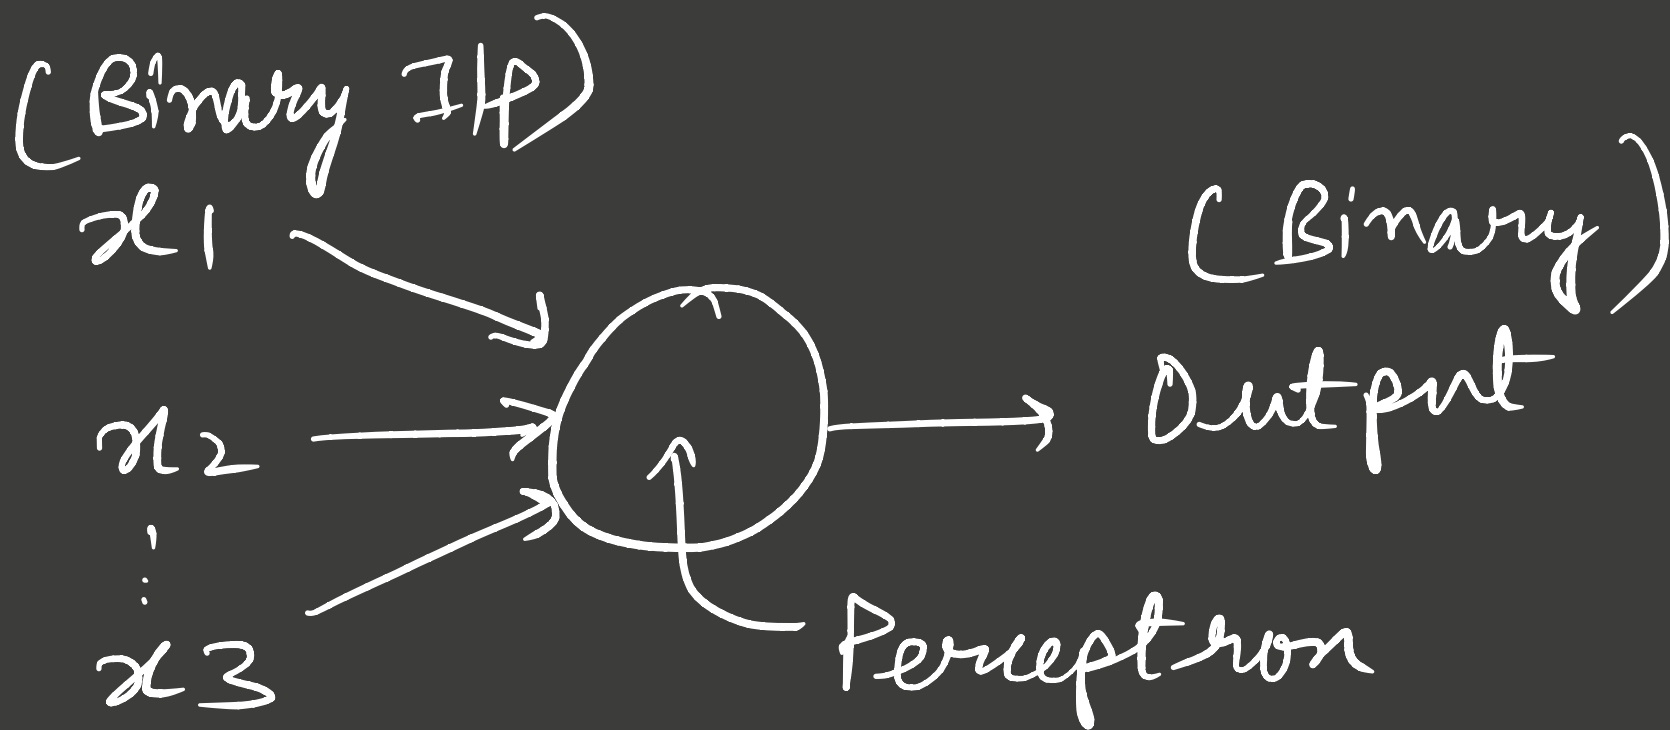 (Binary I/P)
x1
(Binary)
Output
x2
⋮
x3
Perceptron